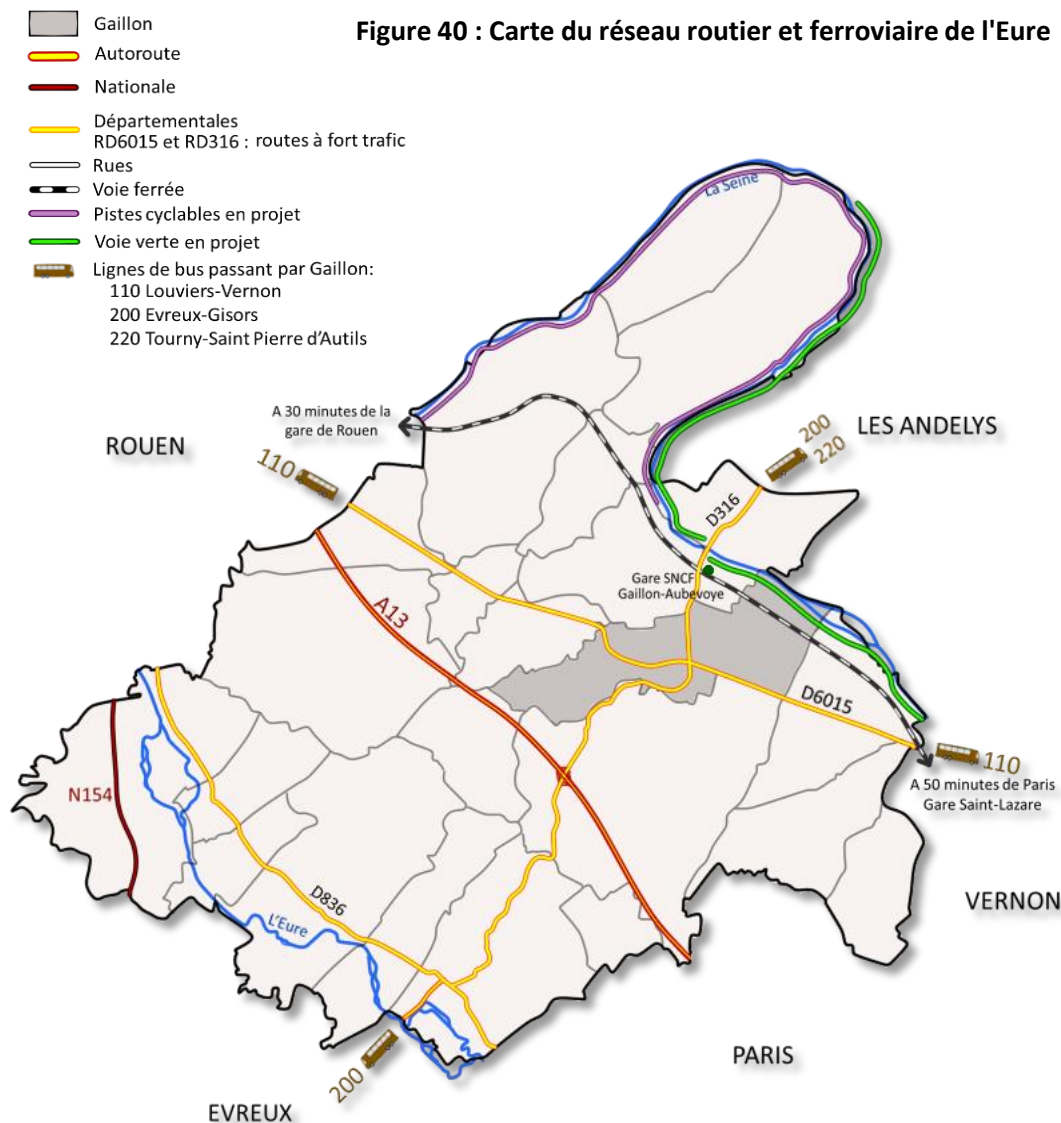 Figure 40 : Carte du réseau routier et ferroviaire de l'Eure
Gaillon
Autoroute
Nationale
Départementales
RD6015 et RD316 : routes à fort trafic
Rues
Voie ferrée
Pistes cyclables en projet
Voie verte en projet
Lignes de bus passant par Gaillon:
110 Louviers-Vernon
200 Evreux-Gisors
220 Tourny-Saint Pierre d'Autils
La Seine
A 30 minutes de la
gare de Rouen
ROUEN
110
200
220
LES ANDELYS
D316
Gare SNCF
Gaillon-Aubevoye
A13
D6015
110
A 50 minutes de Paris
Gare Saint-Lazare
N154
D836
L'Eure
VERNON
200
PARIS
EVREUX